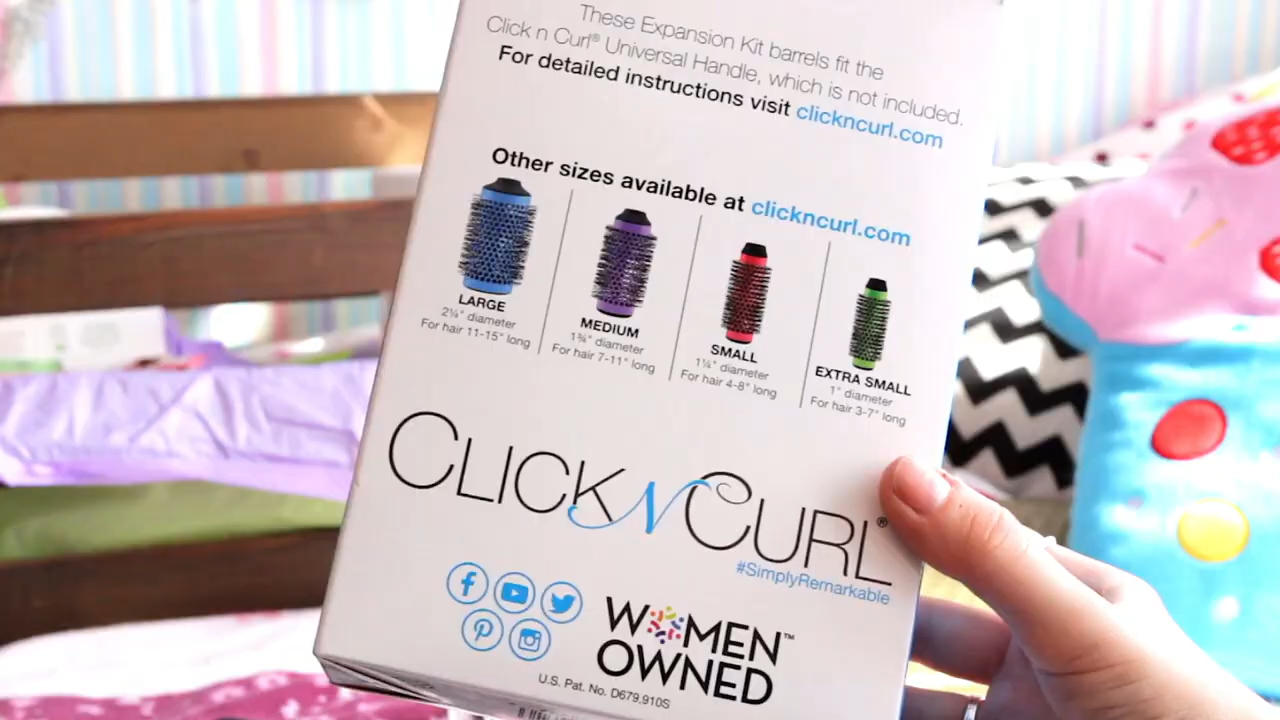 These Expansion Kit barrels fit the
Click n Curl® Universal Handle, which is not included.
For detailed instructions visit clickncurl.com
Other sizes available at clickncurl.com
LARGE
2¼" diameter
For hair 11-15" long
MEDIUM
1¾" diameter
For hair 7-11" long
SMALL
1¼" diameter
For hair 4-8" long
EXTRA SMALL
1" diameter
For hair 3-7" long
CLICK N CURL®
#SimplyRemarkable
WOMEN™
OWNED
U.S. Pat. No. D679,910S